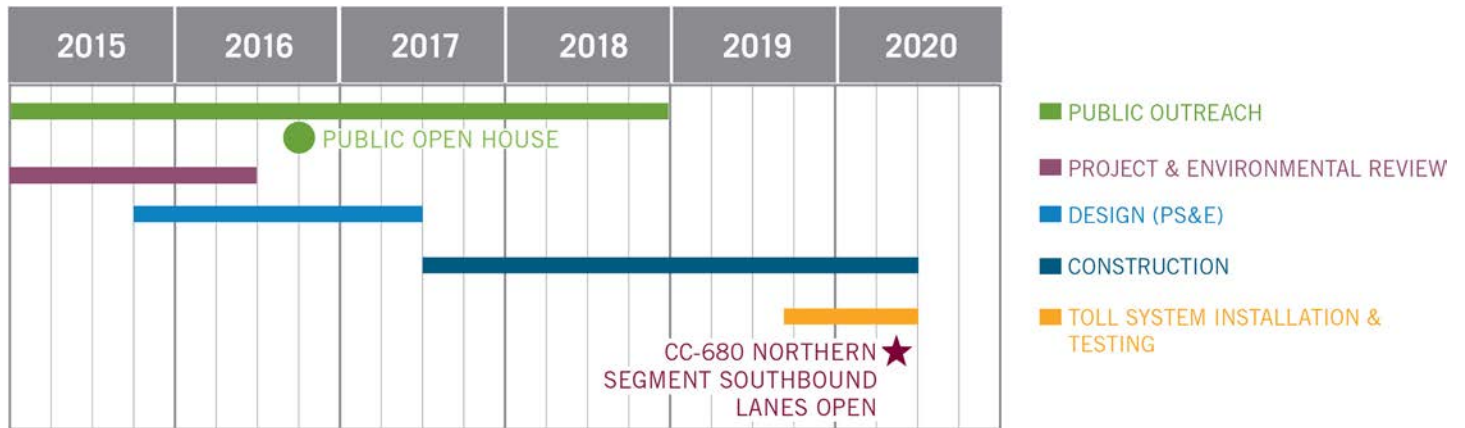 2015 2016 2017 2018 2019 2020
PUBLIC OPEN HOUSE
CC-680 NORTHERN
SEGMENT SOUTHBOUND
LANES OPEN
PUBLIC OUTREACH
PROJECT & ENVIRONMENTAL REVIEW
DESIGN (PS&E)
CONSTRUCTION
TOLL SYSTEM INSTALLATION &
TESTING